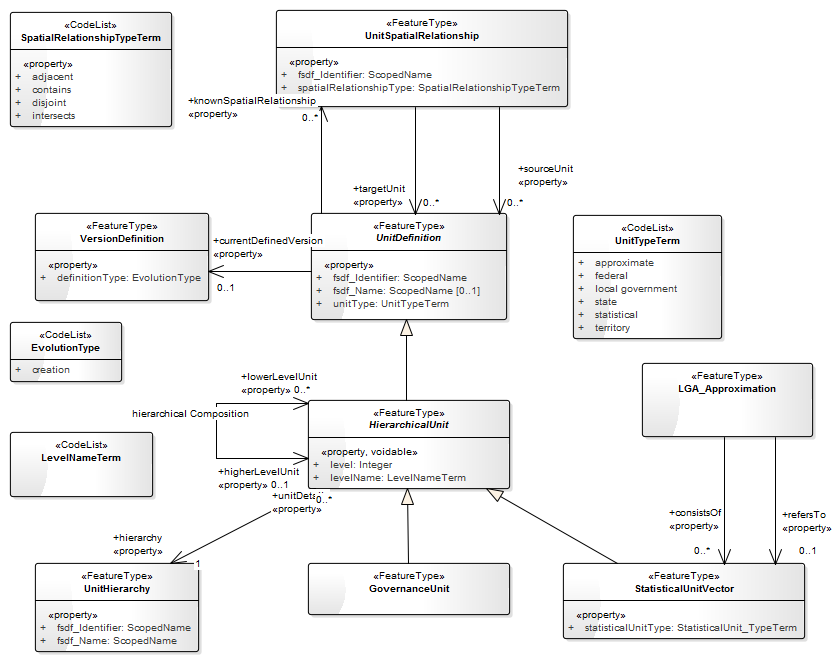 «CodeList»
SpatialRelationshipTypeTerm
«property»
+ adjacent
+ contains
+ disjoint
+ intersects
«FeatureType»
UnitSpatialRelationship
«property»
+ fsdf_Identifier: ScopedName
+ spatialRelationshipType: SpatialRelationshipTypeTerm
+knownSpatialRelationship
«property»
0..*
+targetUnit
«property»
0..*
+sourceUnit
«property»
0..*
«FeatureType»
VersionDefinition
«property»
+ definitionType: EvolutionType
+currentDefinedVersion
«property»
0..1
«FeatureType»
UnitDefinition
«property»
+ fsdf_Identifier: ScopedName
+ fsdf_Name: ScopedName [0..1]
+ unitType: UnitTypeTerm
«CodeList»
UnitTypeTerm
+ approximate
+ federal
+ local government
+ state
+ statistical
+ territory
«CodeList»
EvolutionType
+ creation
«FeatureType»
LGA_Approximation
+lowerLevelUnit
«property» 0..*
hierarchical Composition
+higherLevelUnit
«property» 0..1
«FeatureType»
HierarchicalUnit
«property, voidable»
+ level: Integer
+ levelName: LevelNameTerm
«CodeList»
LevelNameTerm
0..*
«property»
+hierarchy
«property»
1
+consistsOf
«property»
0..*
+refersTo
«property»
0..1
«FeatureType»
UnitHierarchy
«property»
+ fsdf_Identifier: ScopedName
+ fsdf_Name: ScopedName
«FeatureType»
GovernanceUnit
«FeatureType»
StatisticalUnitVector
«property»
+ statisticalUnitType: StatisticalUnit_TypeTerm